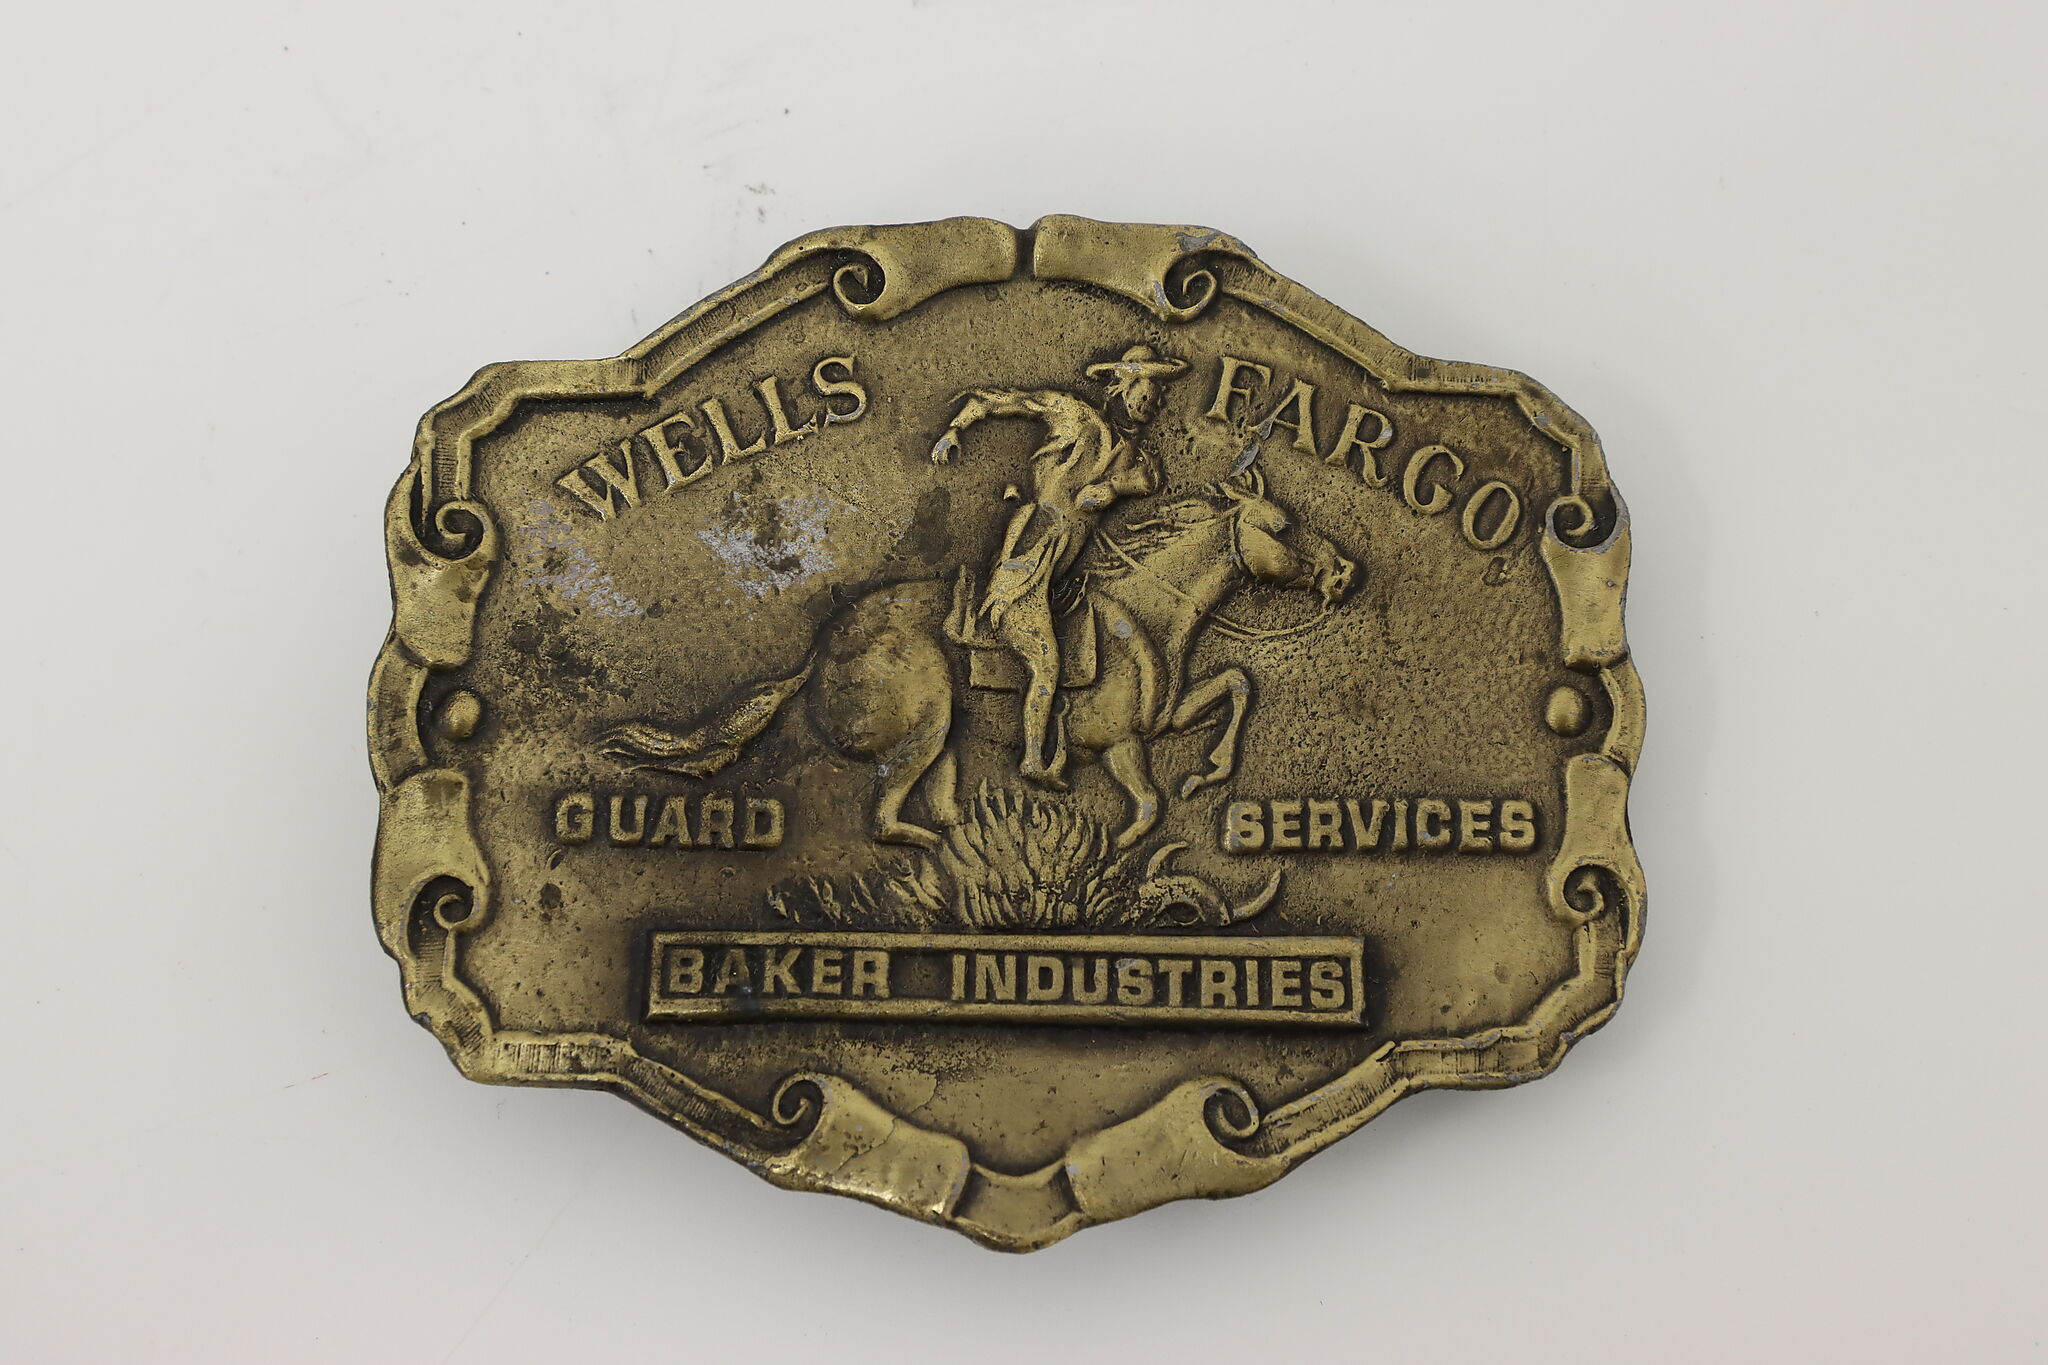 WELLS FARGO
GUARD SERVICES
BAKER INDUSTRIES